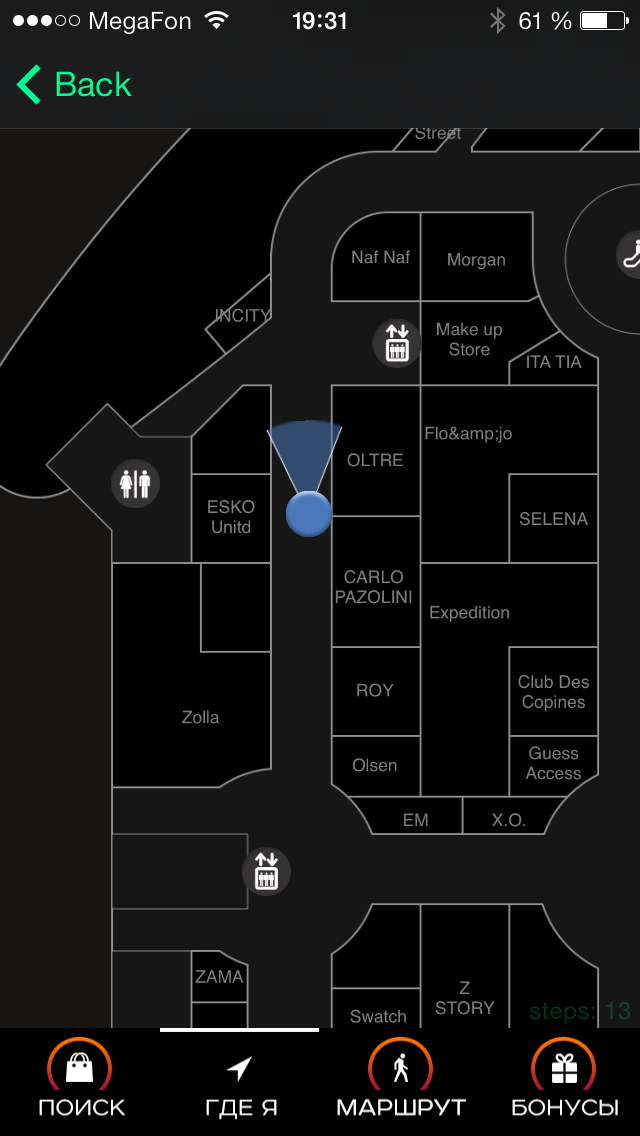 MegaFon 19:31 61 %
Back
Street
Naf Naf
Morgan
INCITY
Make up
Store
ITA TIA
Flo&amp;jo
OLTRE
ESKO
Unitd
SELENA
CARLO
PAZOLINI
Expedition
ROY
Club Des
Copines
Zolla
Olsen
Guess
Access
EM
X.O.
ZAMA
Z
STORY
Swatch
steps: 13
ПОИСК
ГДЕ Я
МАРШРУТ
БОНУСЫ